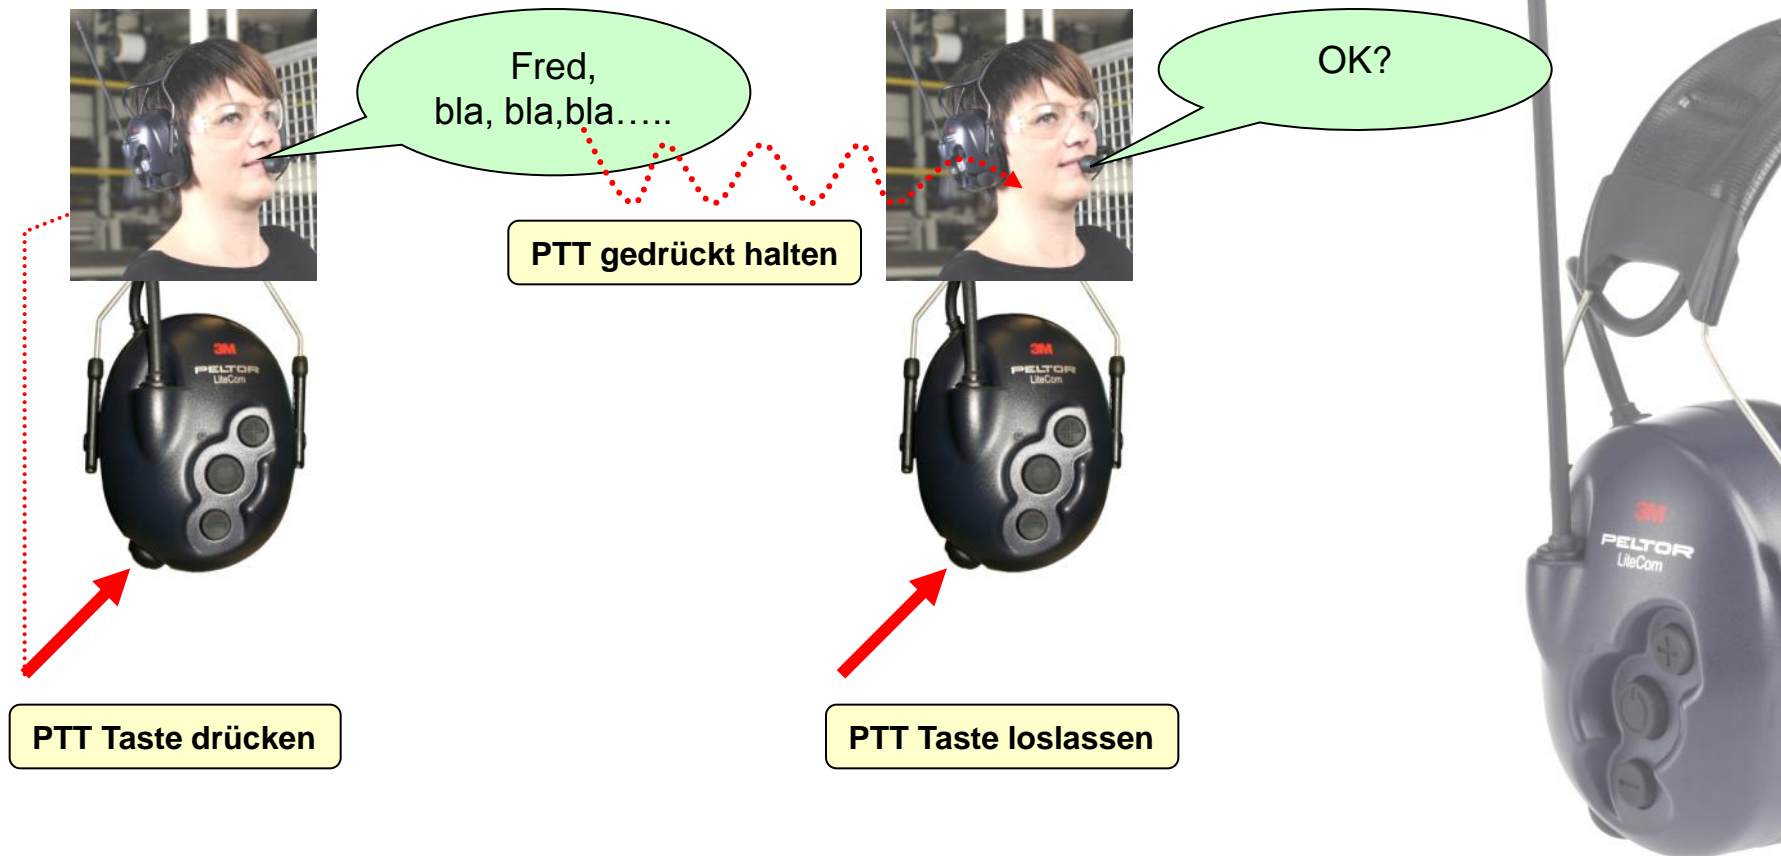 Fred,
bla, bla,bla.....
OK?
PTT gedrückt halten
3M
PELTOR
LiteCom
3M
PELTOR
LiteCom
3M
PELTOR
LiteCom
PTT Taste drücken
PTT Taste loslassen